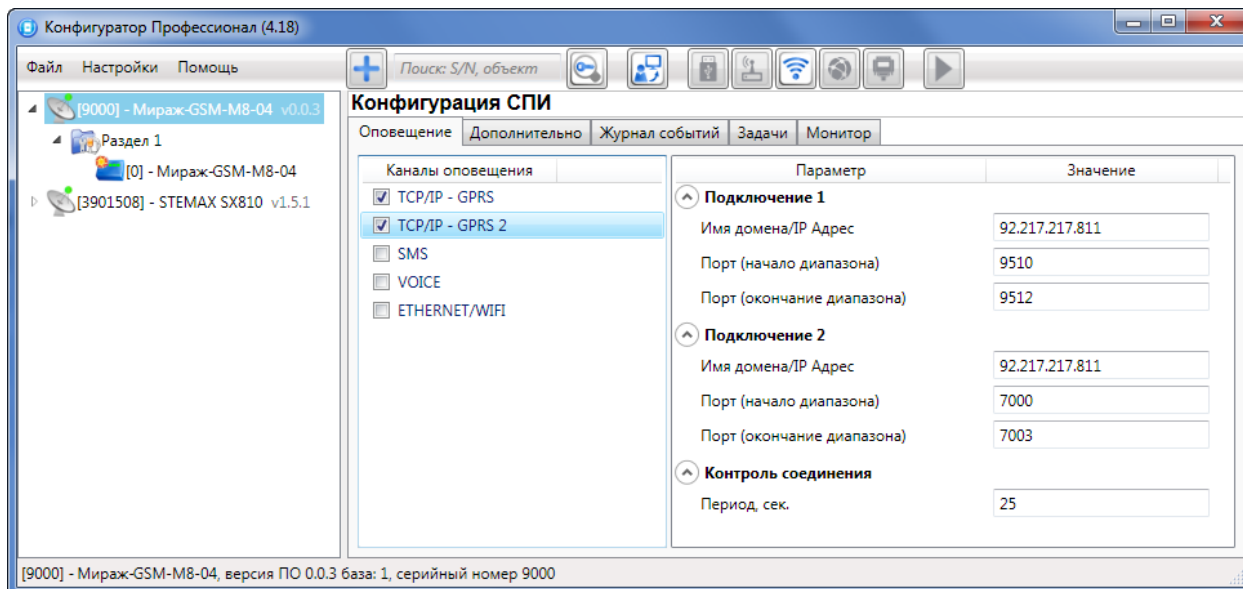 Конфигуратор Профессионал (4.18)
Файл Настройки Помощь
Поиск: S/N, объект
[9000] - Мираж-GSM-M8-04 v0.0.3
Раздел 1
[0] - Мираж-GSM-M8-04
[3901508] - STEMAX SX810 v1.5.1
Конфигурация СПИ
Оповещение Дополнительно Журнал событий Задачи Монитор
Каналы оповещения
TCP/IP - GPRS
TCP/IP - GPRS 2
SMS
VOICE
ETHERNET/WIFI
Параметр Значение
Подключение 1
Имя домена/IP Адрес 92.217.217.811
Порт (начало диапазона) 9510
Порт (окончание диапазона) 9512
Подключение 2
Имя домена/IP Адрес 92.217.217.811
Порт (начало диапазона) 7000
Порт (окончание диапазона) 7003
Контроль соединения
Период, сек. 25
[9000] - Мираж-GSM-M8-04, версия ПО 0.0.3 база: 1, серийный номер 9000